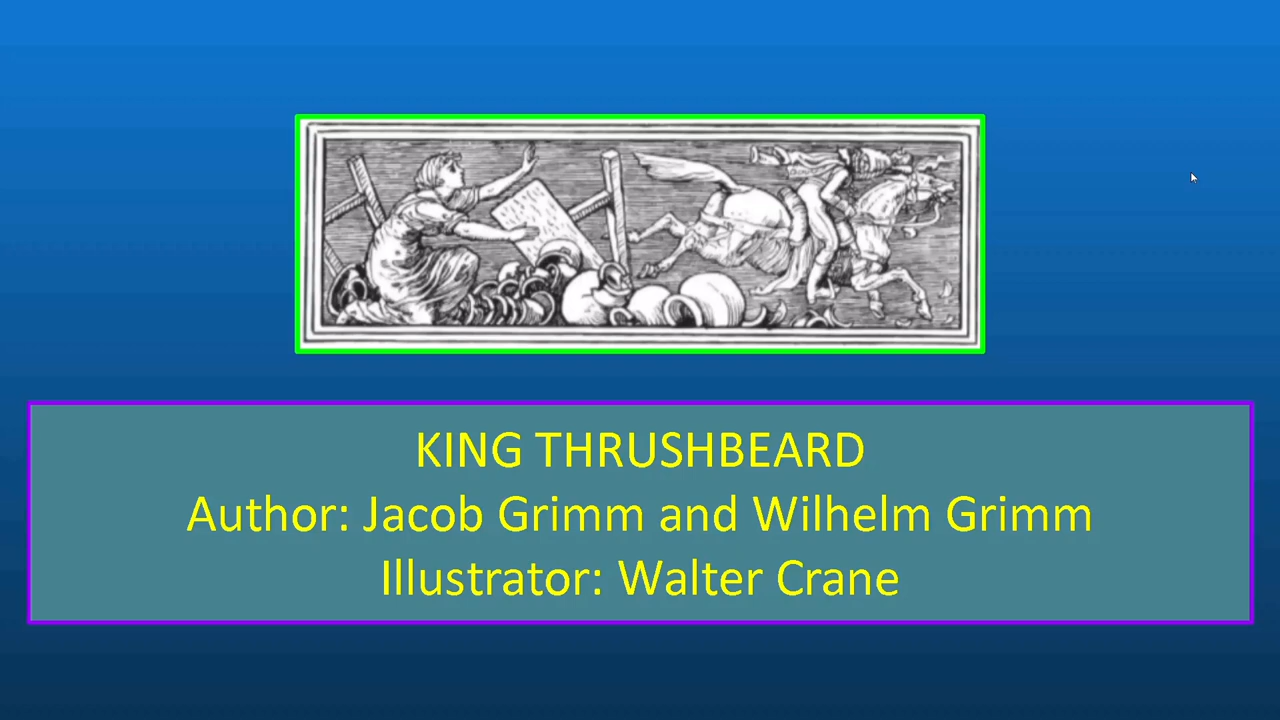 KING THRUSHBEARD
Author: Jacob Grimm and Wilhelm Grimm
Illustrator: Walter Crane